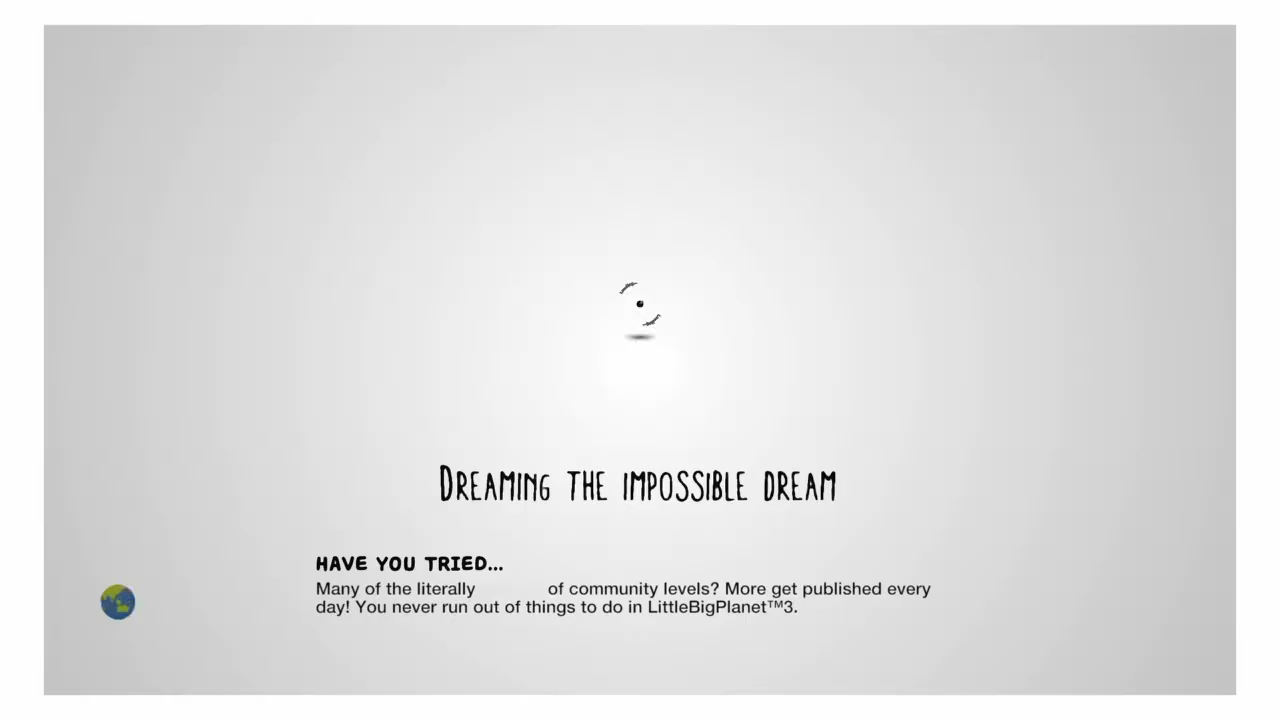 Dreaming the impossible dream
HAVE YOU TRIED...
Many of the literally of community levels? More get published every
day! You never run out of things to do in LittleBigPlanet™3.